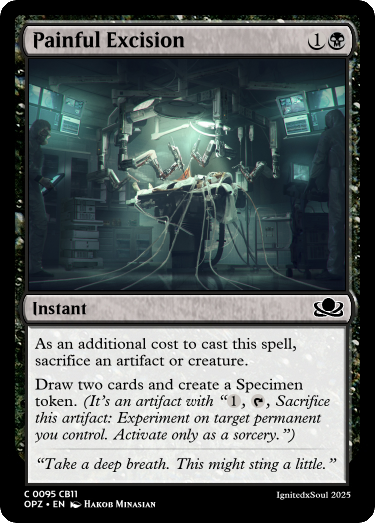 Painful Excision 1
Instant
As an additional cost to cast this spell,
sacrifice an artifact or creature.
Draw two cards and create a Specimen
token. (It's an artifact with “1, , Sacrifice
this artifact: Experiment on target permanent
you control. Activate only as a sorcery.”)
“Take a deep breath. This might sting a little.”
C 0095 CB11
OPZ • EN HAKOB MINASIAN
IgnitedxSoul 2025